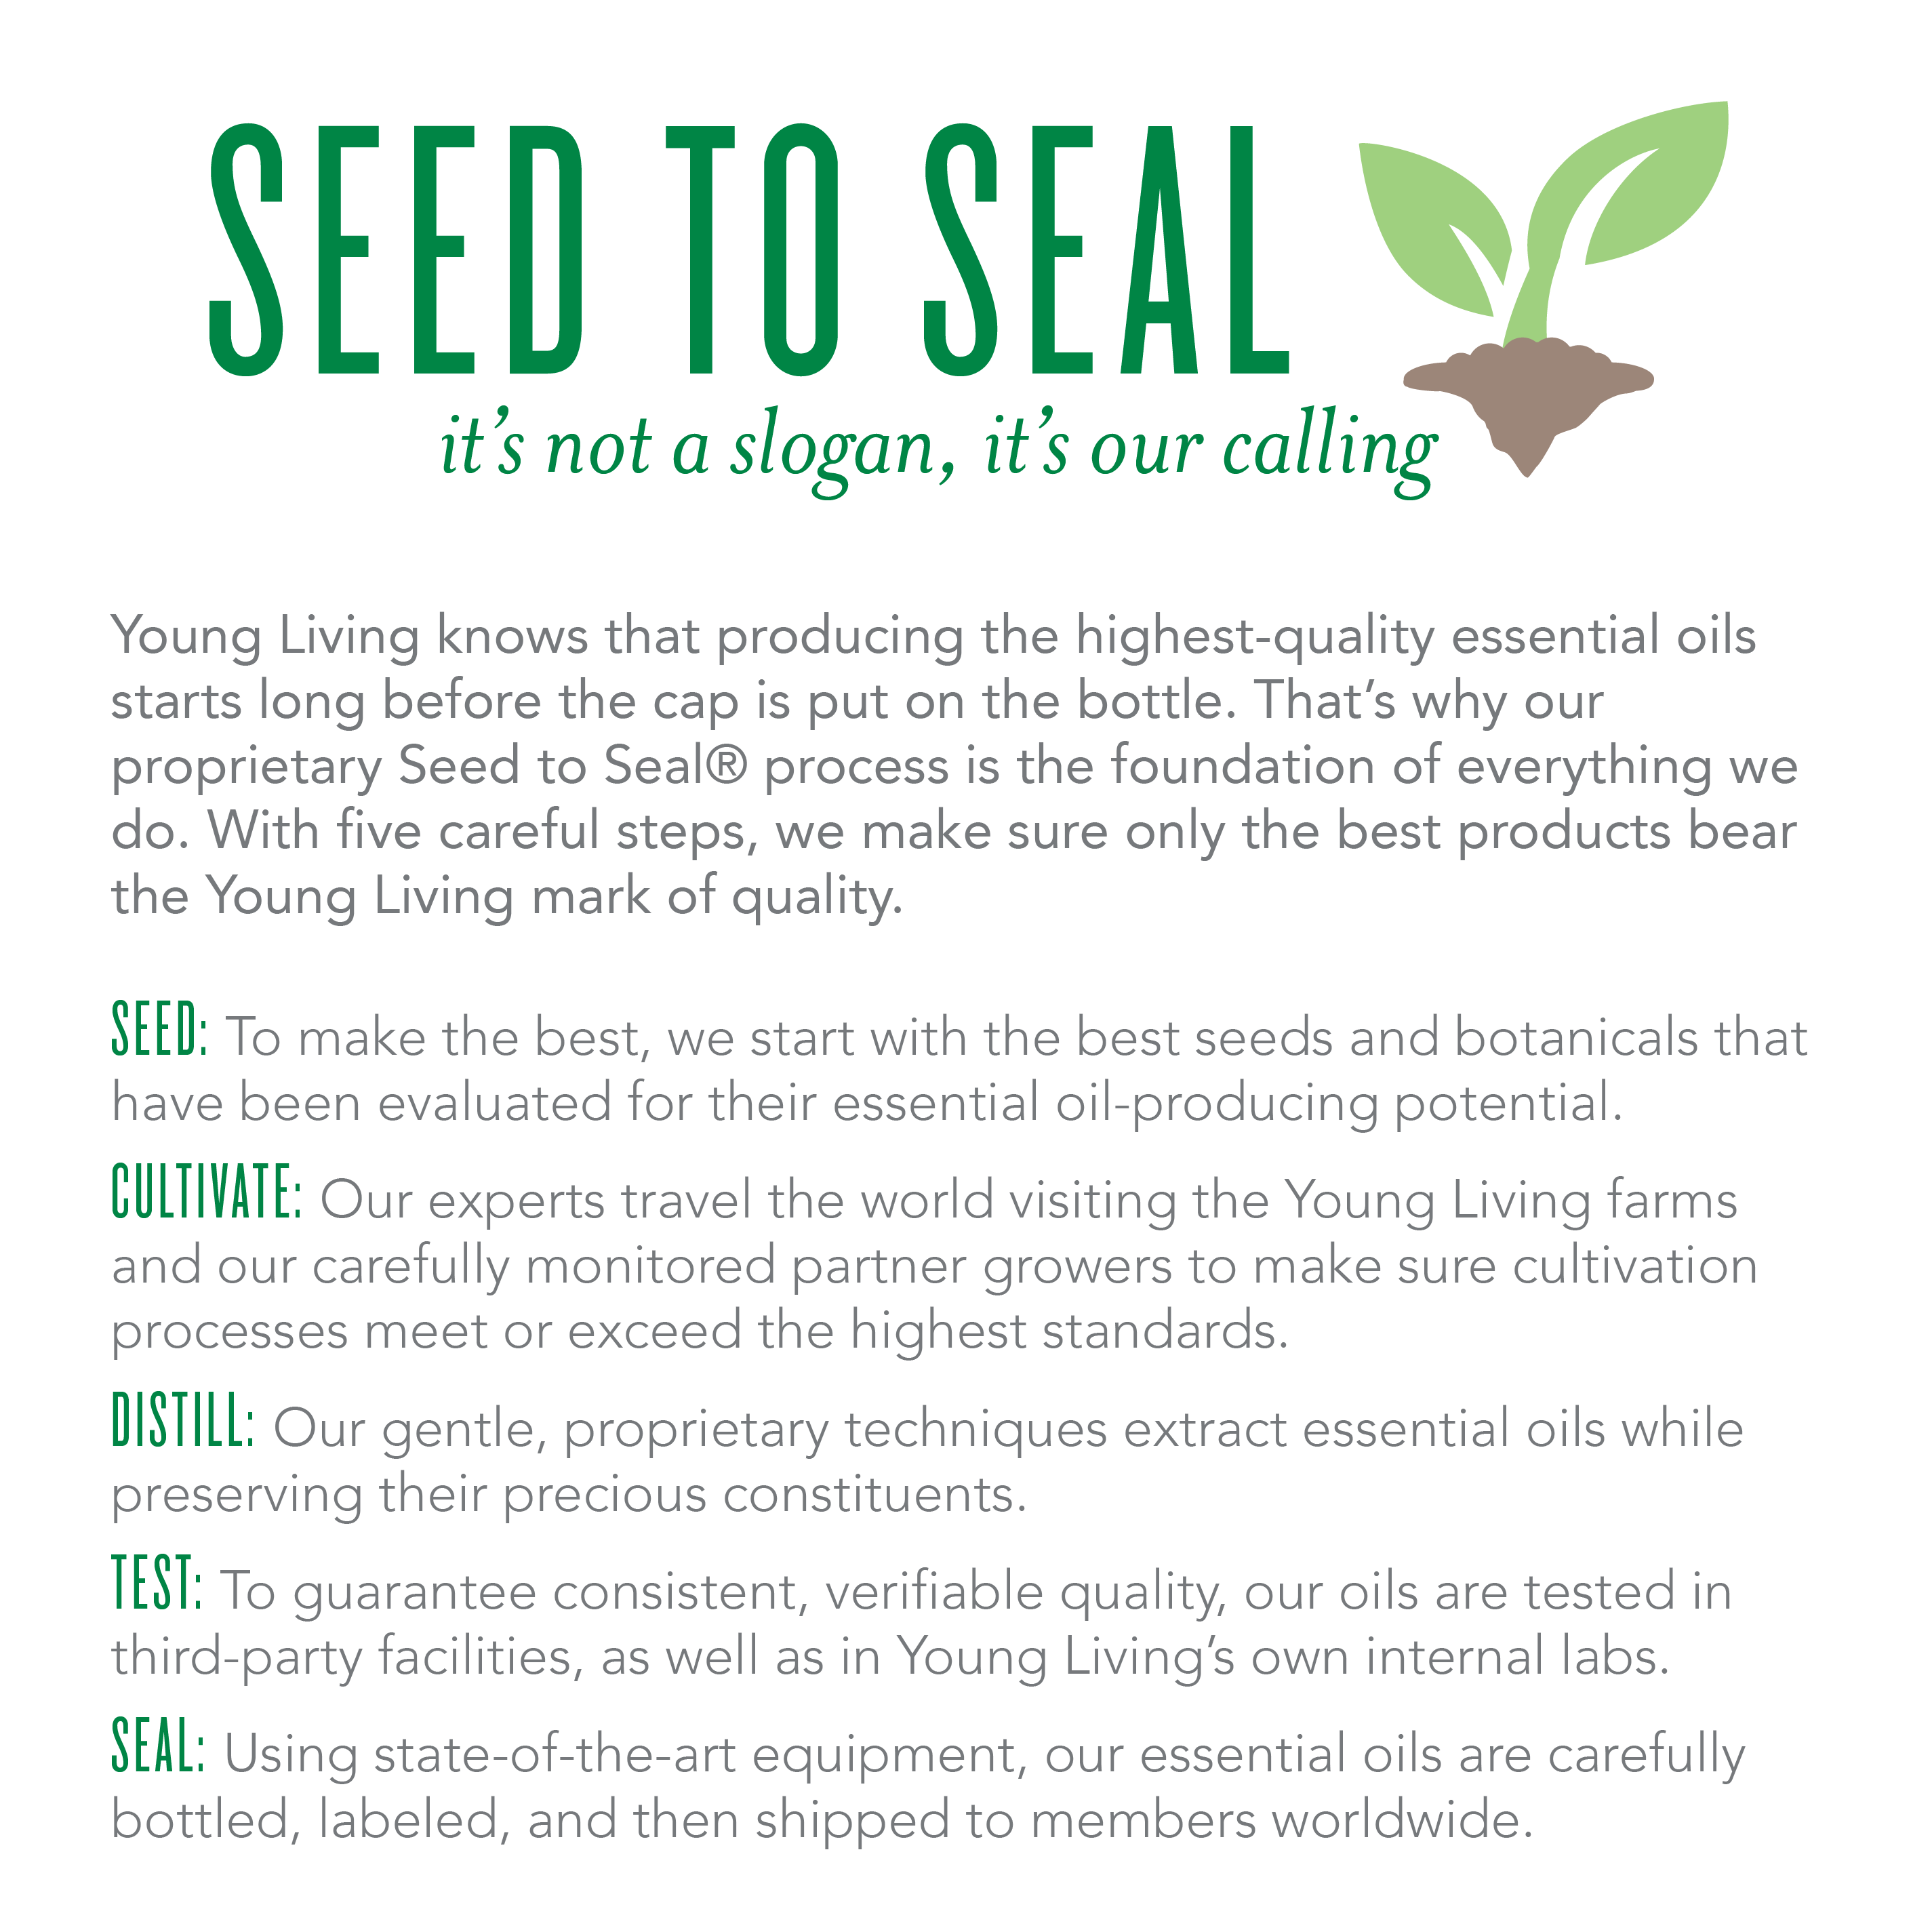 SEED TO SEAL
it’s not a slogan, it’s our calling
Young Living knows that producing the highest-quality essential oils
starts long before the cap is put on the bottle. That’s why our
proprietary Seed to Seal® process is the foundation of everything we
do. With five careful steps, we make sure only the best products bear
the Young Living mark of quality.
SEED: To make the best, we start with the best seeds and botanicals that
have been evaluated for their essential oil-producing potential.
CULTIVATE: Our experts travel the world visiting the Young Living farms
and our carefully monitored partner growers to make sure cultivation
processes meet or exceed the highest standards.
DISTILL: Our gentle, proprietary techniques extract essential oils while
preserving their precious constituents.
TEST: To guarantee consistent, verifiable quality, our oils are tested in
third-party facilities, as well as in Young Living’s own internal labs.
SEAL: Using state-of-the-art equipment, our essential oils are carefully
bottled, labeled, and then shipped to members worldwide.